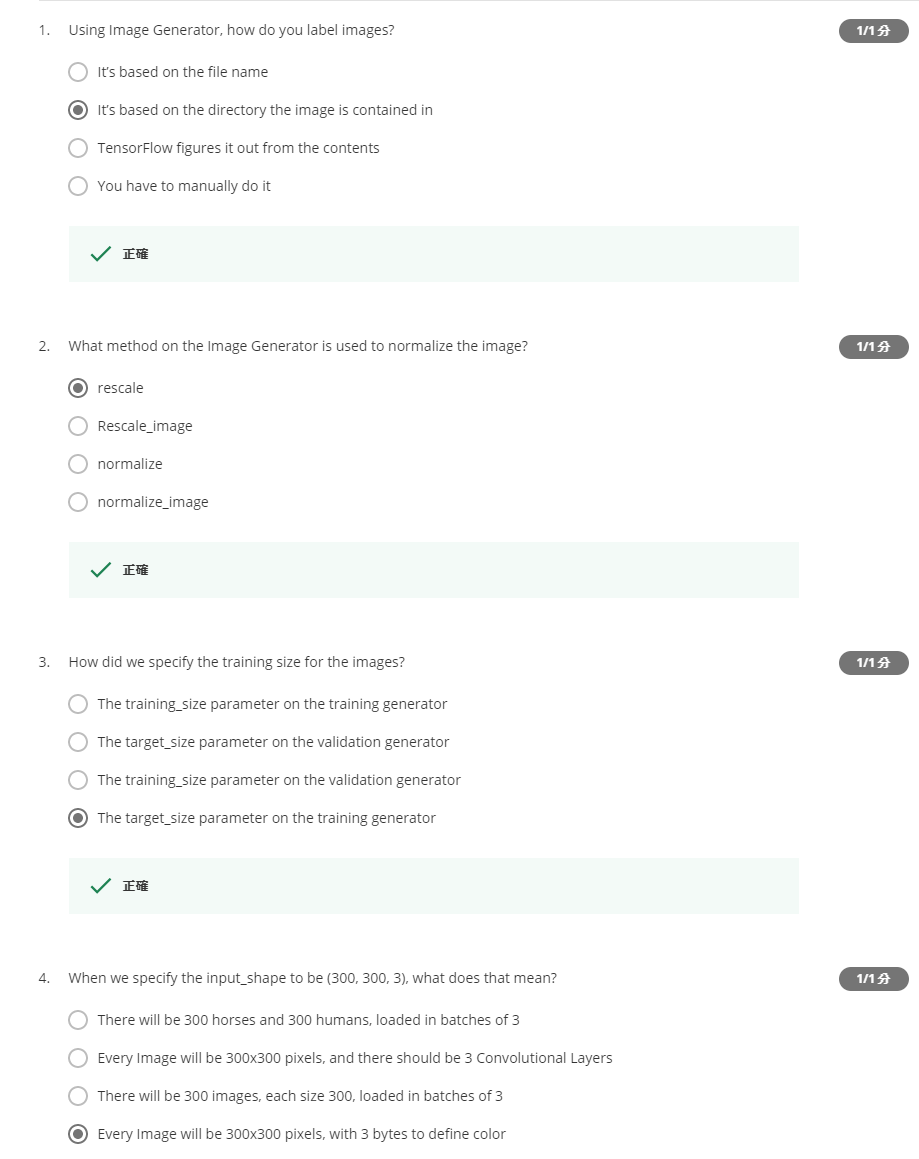 1. Using Image Generator, how do you label images? 1/1 分
It's based on the file name
It's based on the directory the image is contained in
TensorFlow figures it out from the contents
You have to manually do it
正確
2. What method on the Image Generator is used to normalize the image? 1/1 分
rescale
Rescale_image
normalize
normalize_image
正確
3. How did we specify the training size for the images? 1/1 分
The training_size parameter on the training generator
The target_size parameter on the validation generator
The training_size parameter on the validation generator
The target_size parameter on the training generator
正確
4. When we specify the input_shape to be (300, 300, 3), what does that mean? 1/1 分
There will be 300 horses and 300 humans, loaded in batches of 3
Every Image will be 300x300 pixels, and there should be 3 Convolutional Layers
There will be 300 images, each size 300, loaded in batches of 3
Every Image will be 300x300 pixels, with 3 bytes to define color